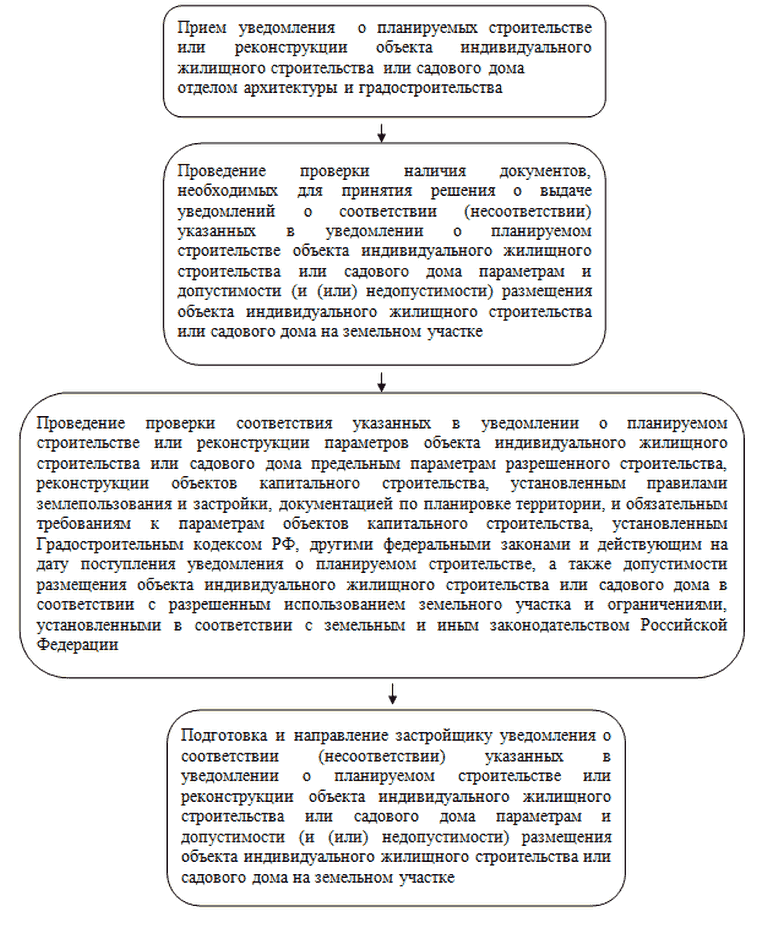 Прием уведомления о планируемых строительстве
или реконструкции объекта индивидуального
жилищного строительства или садового дома
отделом архитектуры и градостроительства
Проведение проверки наличия документов,
необходимых для принятия решения о выдаче
уведомлений о соответствии (несоответствии)
указанных в уведомлении о планируемом
строительстве объекта индивидуального жилищного
строительства или садового дома параметрам и
допустимости (и (или) недопустимости) размещения
объекта индивидуального жилищного строительства
или садового дома на земельном участке
Проведение проверки соответствия указанных в уведомлении о планируемом
строительстве или реконструкции параметров объекта индивидуального жилищного
строительства или садового дома предельным параметрам разрешенного строительства,
реконструкции объектов капитального строительства, установленным правилами
землепользования и застройки, документацией по планировке территории, и обязательным
требованиям к параметрам объектов капитального строительства, установленным
Градостроительным кодексом РФ, другими федеральными законами и действующим на
дату поступления уведомления о планируемом строительстве, а также допустимости
размещения объекта индивидуального жилищного строительства или садового дома в
соответствии с разрешенным использованием земельного участка и ограничениями,
установленными в соответствии с земельным и иным законодательством Российской
Федерации
Подготовка и направление застройщику уведомления о
соответствии (несоответствии) указанных в
уведомлении о планируемом строительстве или
реконструкции объекта индивидуального жилищного
строительства или садового дома параметрам и
допустимости (и (или) недопустимости) размещения
объекта индивидуального жилищного строительства или
садового дома на земельном участке